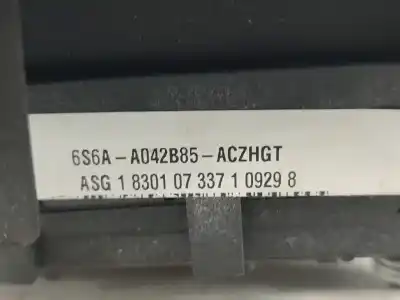 6S6A-A042B85-ACZHGT
ASG 1 8301 07 337 1 0929 8